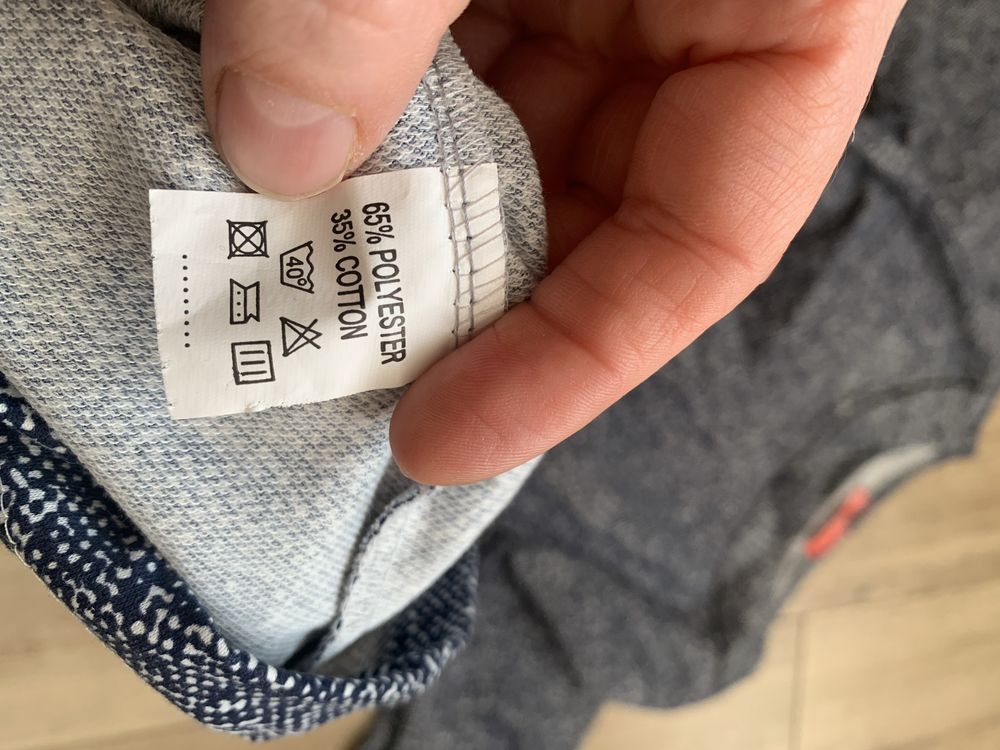 65% POLYESTER
35% COTTON
40°